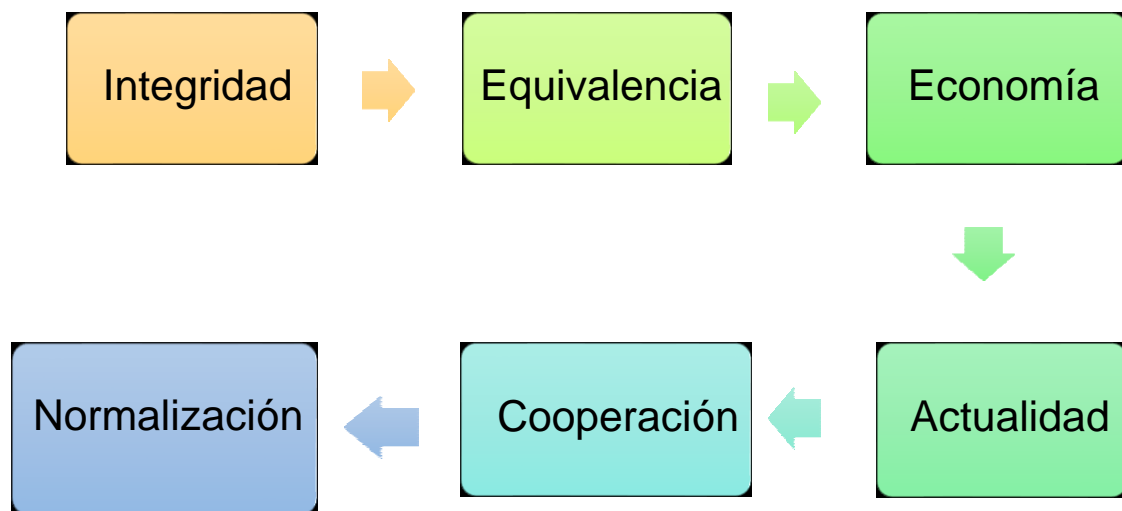 Integridad
Equivalencia
Economía
Actualidad
Cooperación
Normalización